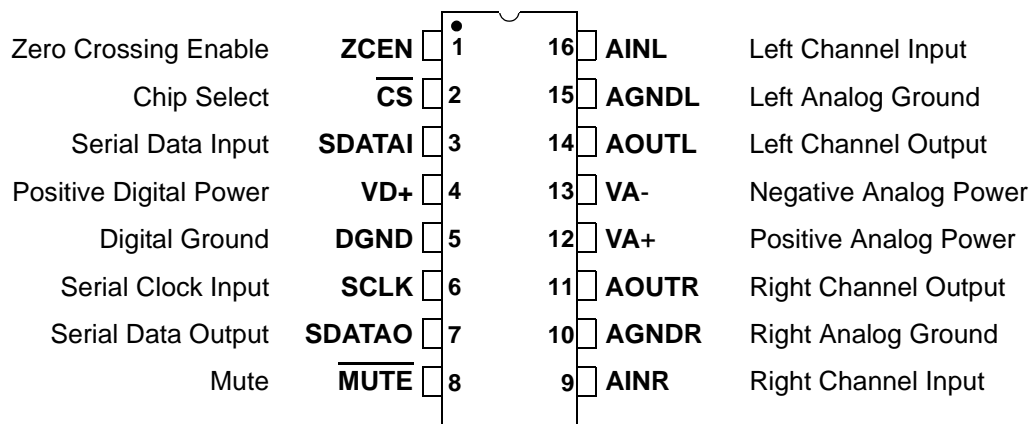 Zero Crossing Enable ZCEN 1 16 AINL Left Channel Input
Chip Select CS 2 15 AGNDL Left Analog Ground
Serial Data Input SDATAI 3 14 AOUTL Left Channel Output
Positive Digital Power VD+ 4 13 VA- Negative Analog Power
Digital Ground DGND 5 12 VA+ Positive Analog Power
Serial Clock Input SCLK 6 11 AOUTR Right Channel Output
Serial Data Output SDATAO 7 10 AGNDR Right Analog Ground
Mute MUTE 8 9 AINR Right Channel Input